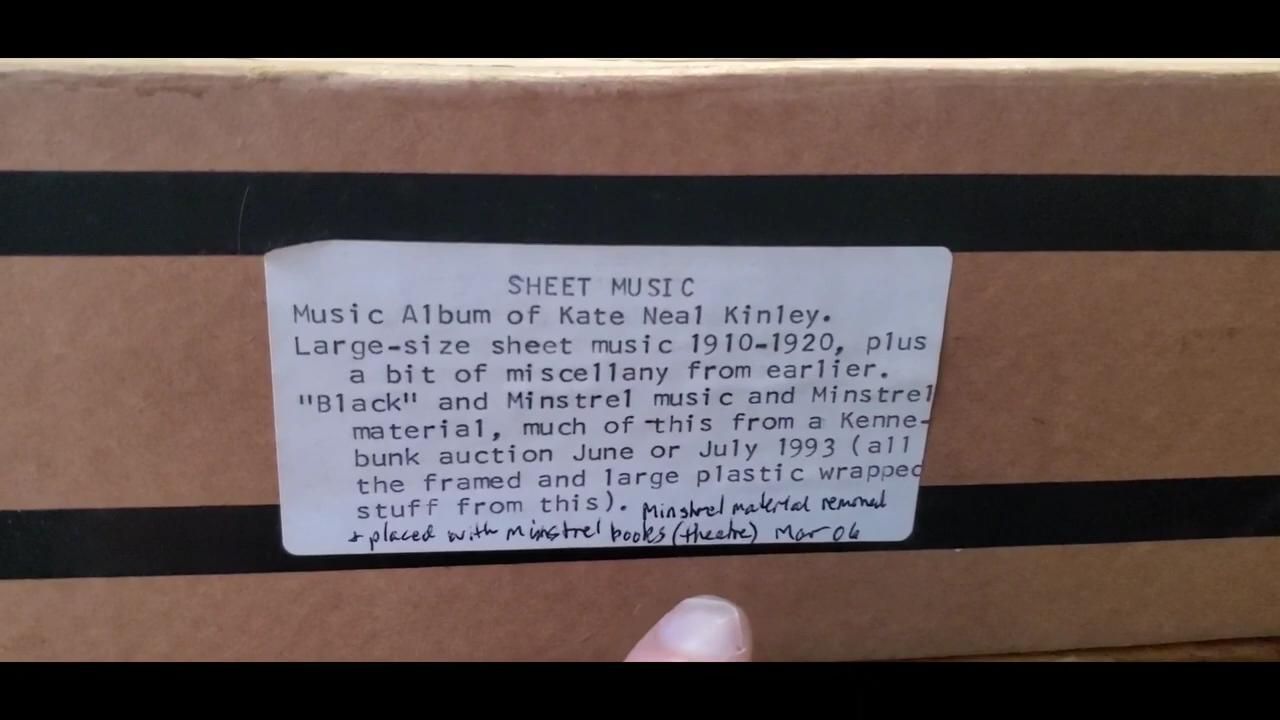 SHEET MUSIC
Music Album of Kate Neal Kinley.
Large-size sheet music 1910-1920, plus
a bit of miscellany from earlier.
"Black" and Minstrel music and Minstrel
material, much of this from a Kenne-
bunk auction June or July 1993 (all
the framed and large plastic wrapped
stuff from this). Minstrel material removed
+ placed with minstrel books (theatre) Mar 06